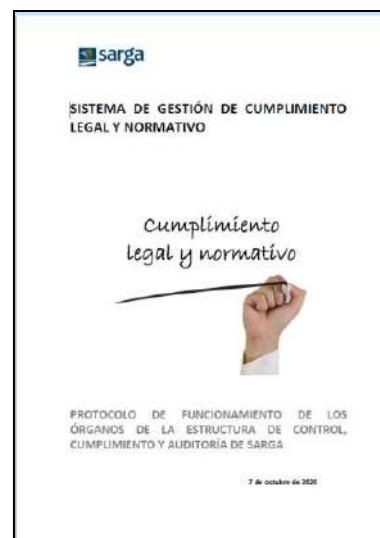 sarga
SISTEMA DE GESTIÓN DE CUMPLIMIENTO
LEGAL Y NORMATIVO
Cumplimiento
legal y normativo
PROTOCOLO DE FUNCIONAMIENTO DE LOS
ÓRGANOS DE LA ESTRUCTURA DE CONTROL,
CUMPLIMIENTO Y AUDITORÍA DE SARGA
7 de octubre de 2020